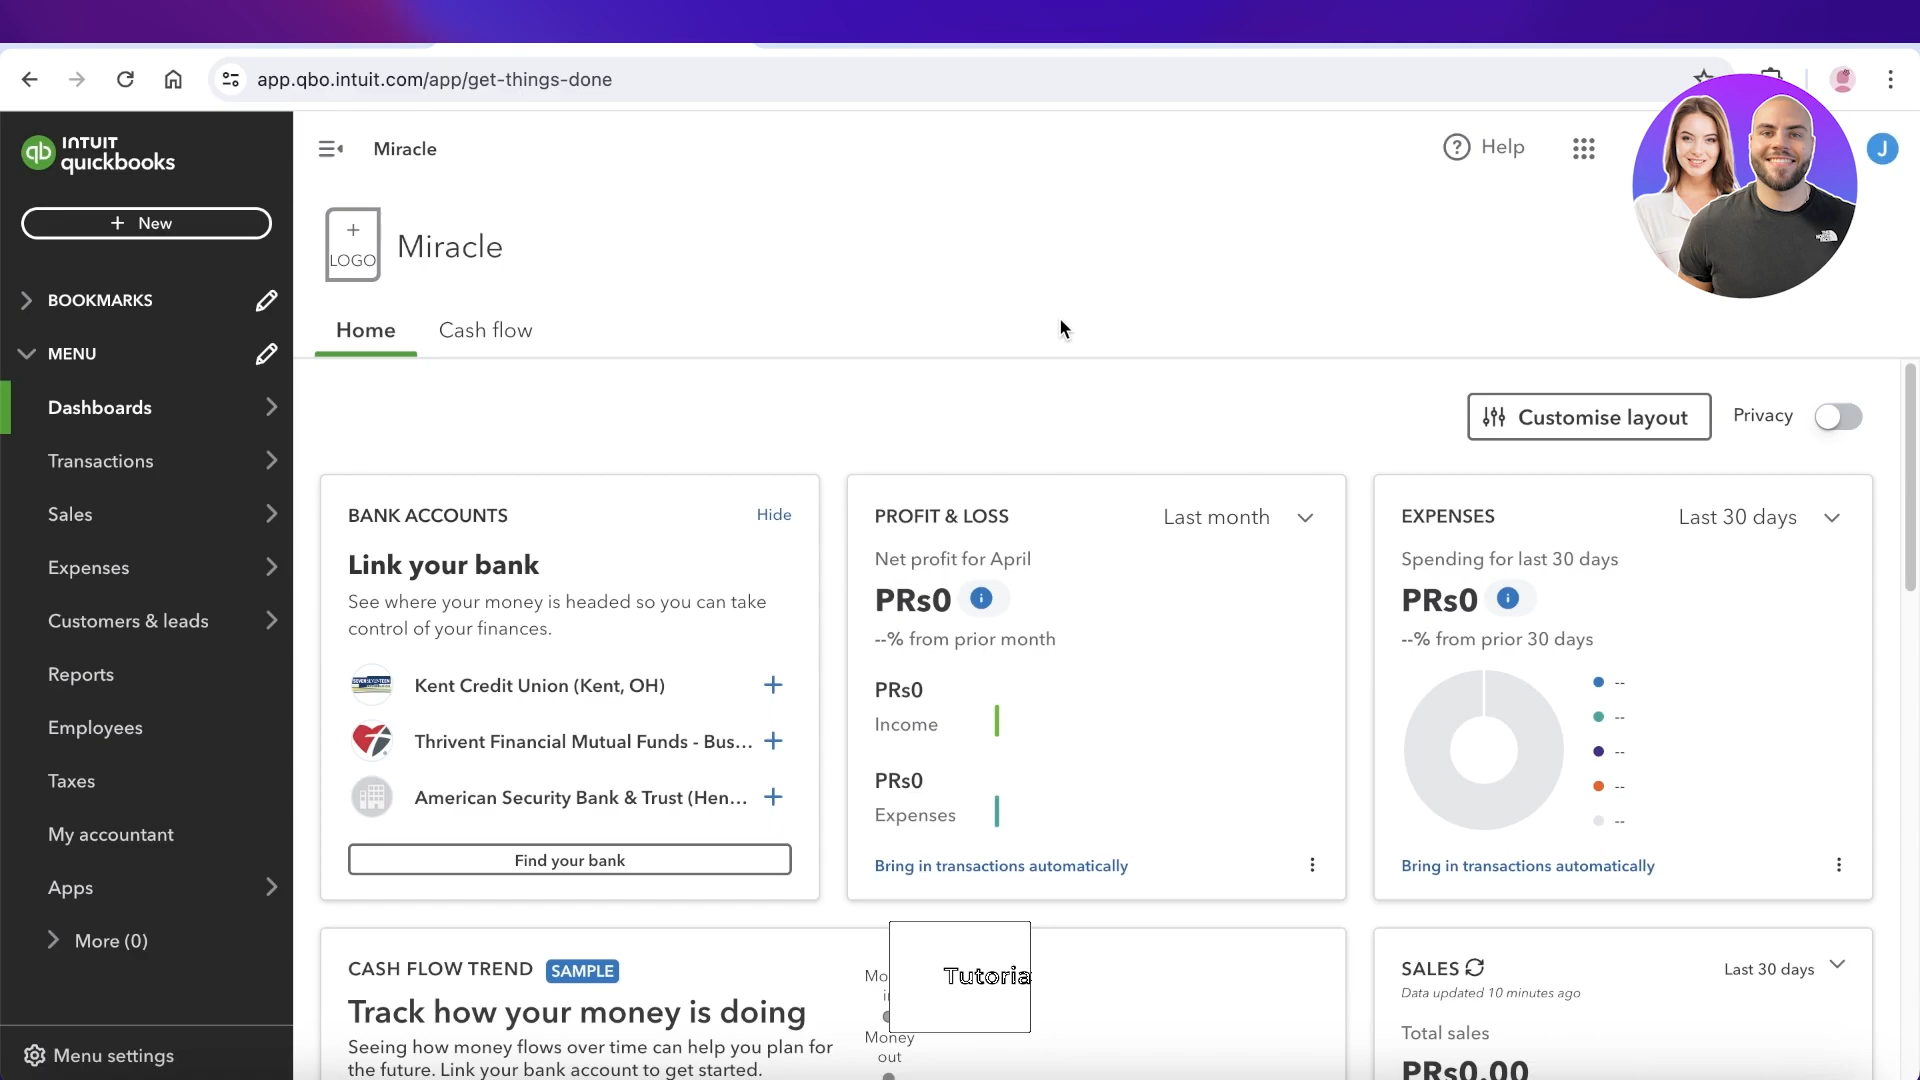 app.qbo.intuit.com/app/get-things-done
INTUIT
quickbooks
+ New
BOOKMARKS
MENU
Dashboards
Transactions
Sales
Expenses
Customers & leads
Reports
Employees
Taxes
My accountant
Apps
More (0)
Menu settings
Miracle
Help
J
+
LOGO
Miracle
Home
Cash flow
Customise layout
Privacy
BANK ACCOUNTS
Hide
Link your bank
See where your money is headed so you can take
control of your finances.
Kent Credit Union (Kent, OH)
Thrivent Financial Mutual Funds - Bus...
American Security Bank & Trust (Hen...
Find your bank
PROFIT & LOSS
Last month
Net profit for April
PRs0
--% from prior month
PRs0
Income
PRs0
Expenses
Bring in transactions automatically
EXPENSES
Last 30 days
Spending for last 30 days
PRs0
--% from prior 30 days
--
--
--
--
--
Bring in transactions automatically
CASH FLOW TREND
SAMPLE
Track how your money is doing
Seeing how money flows over time can help you plan for
the future. Link your bank account to get started.
Money
out
Tutoria
SALES
Last 30 days
Data updated 10 minutes ago
Total sales
PRs0.00